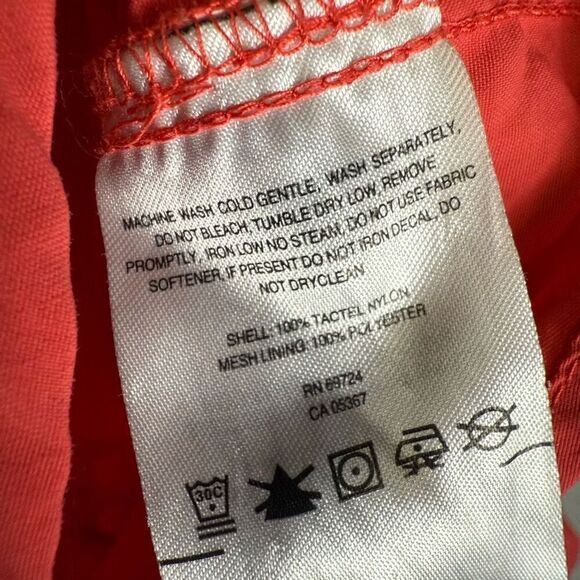 MACHINE WASH COLD GENTLE, WASH SEPARATELY,
DO NOT BLEACH, TUMBLE DRY LOW, REMOVE
PROMPTLY, IRON LOW NO STEAM, DO NOT USE FABRIC
SOFTENER, IF PRESENT DO NOT IRON DECAL, DO
NOT DRYCLEAN
SHELL: 100% TACTEL NYLON
MESH LINING: 100% POLYESTER
RN 69724
CA 05367
30C